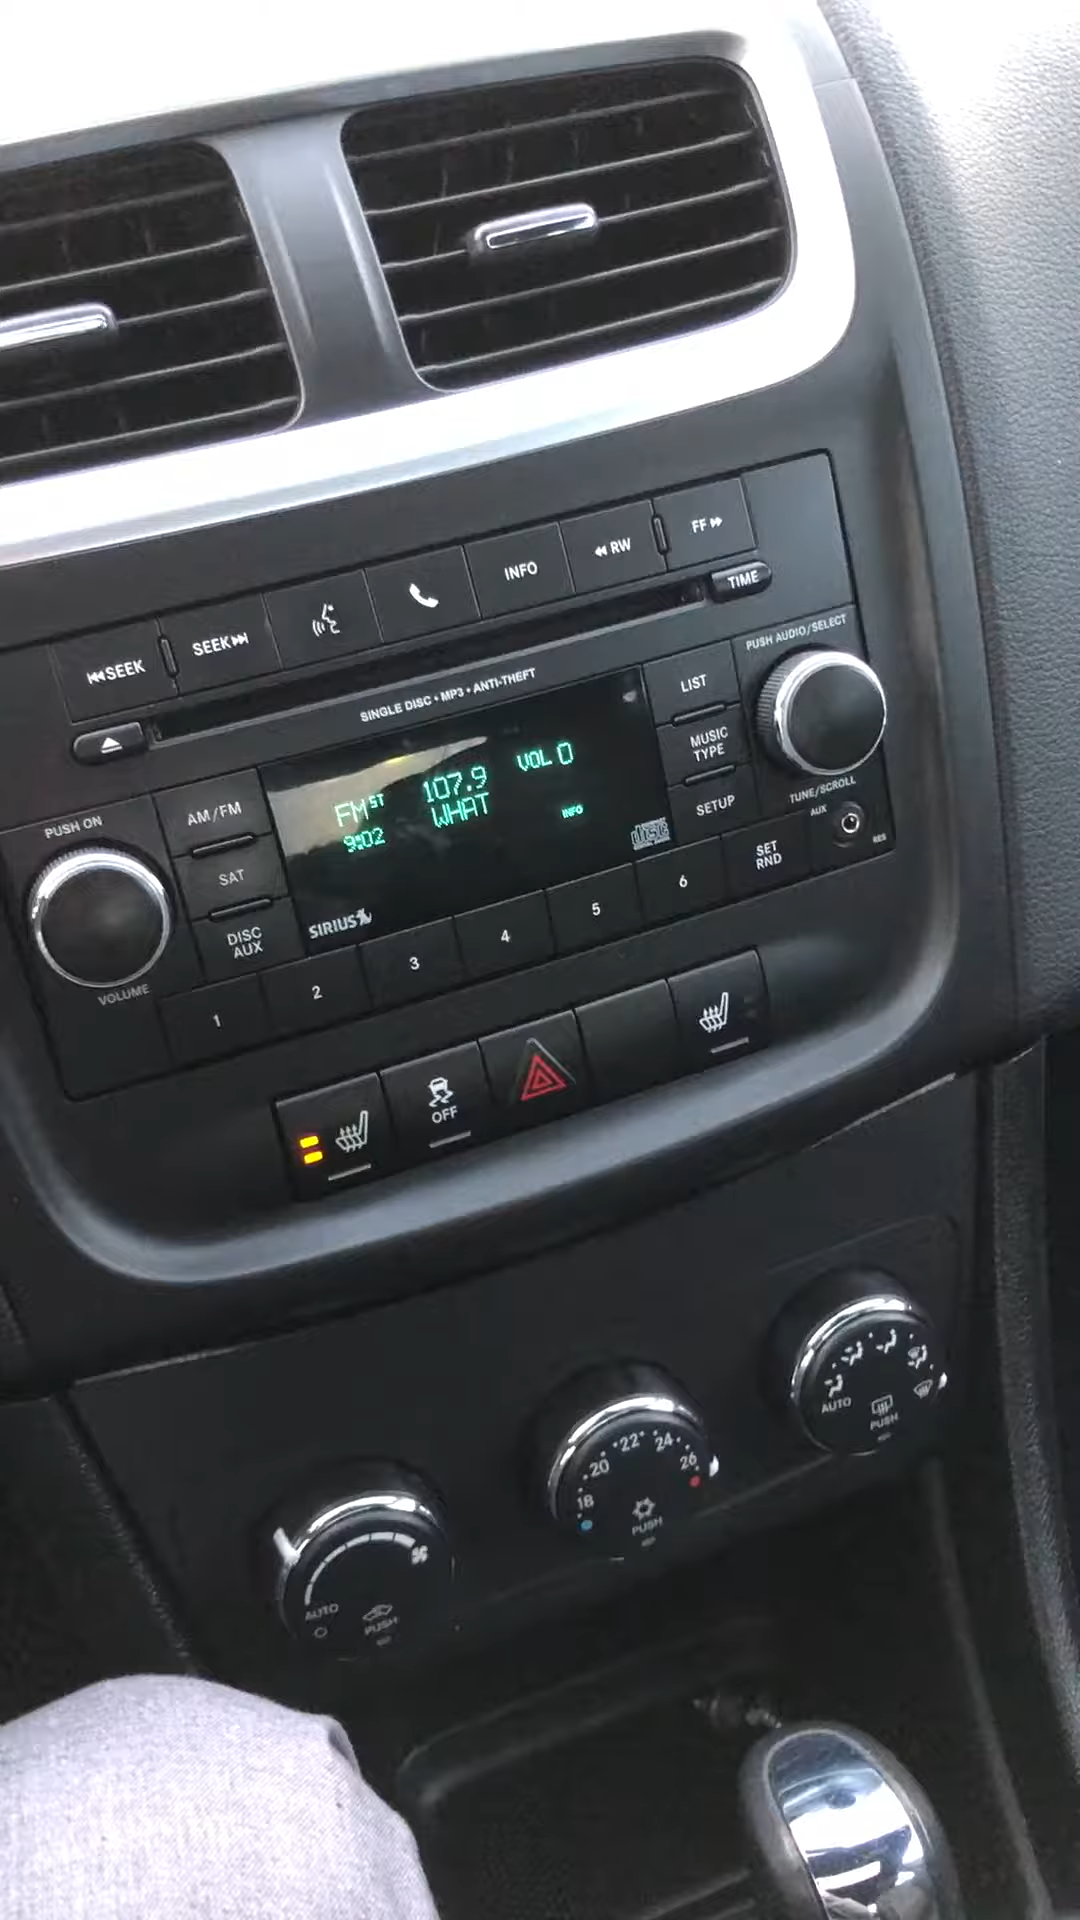 ⏮SEEK
SEEK⏭
INFO
◀◀ RW
FF ▶▶
TIME
SINGLE DISC • MP3 • ANTI-THEFT
PUSH AUDIO/SELECT
LIST
MUSIC
TYPE
SETUP
TUNE/SCROLL
AUX
PUSH ON
VOLUME
AM/FM
SAT
DISC
AUX
FM ST
107.9
VOL 0
9:02
WHAT
INFO
disc
SIRIUS
1
2
3
4
5
6
SET
RND
RES
OFF
AUTO
PUSH
18
20
22
24
26
PUSH
AUTO
PUSH